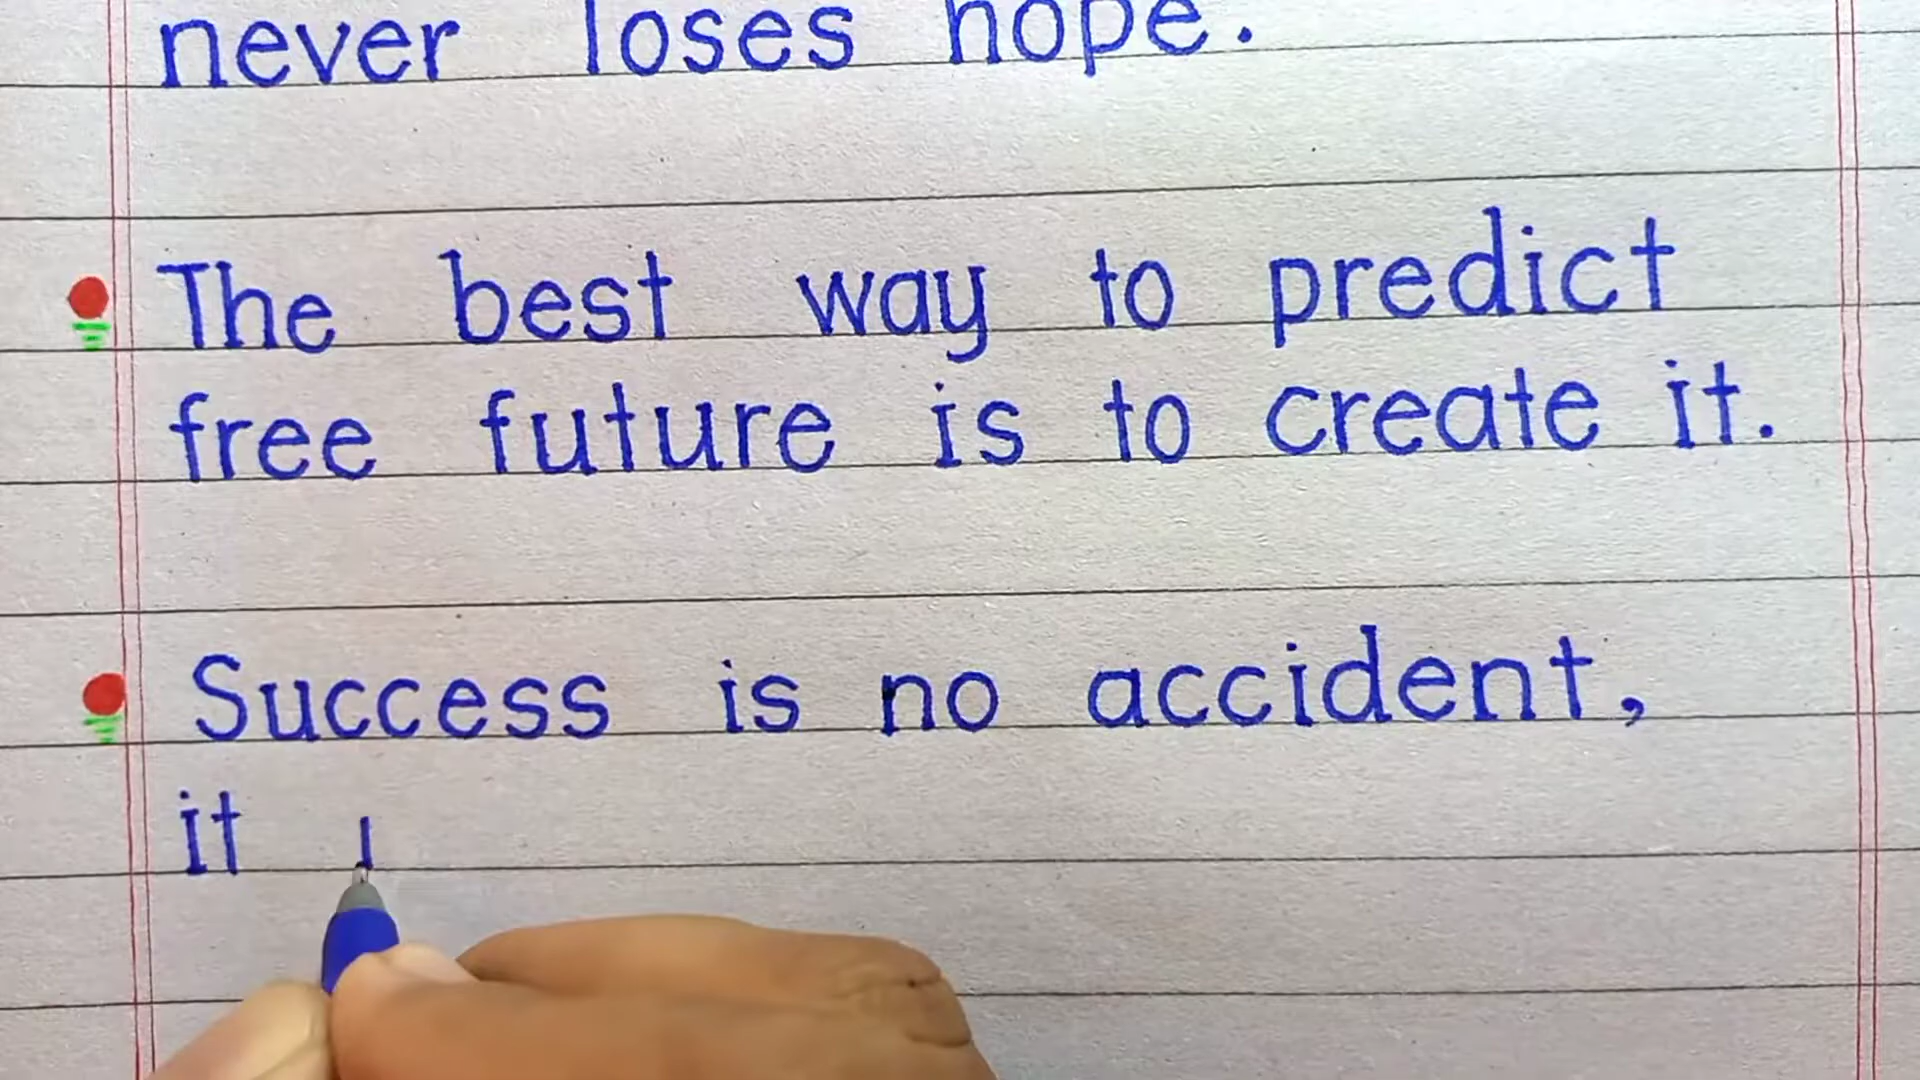 never loses hope.
The best way to predict
free future is to create it.
Success is no accident,
it